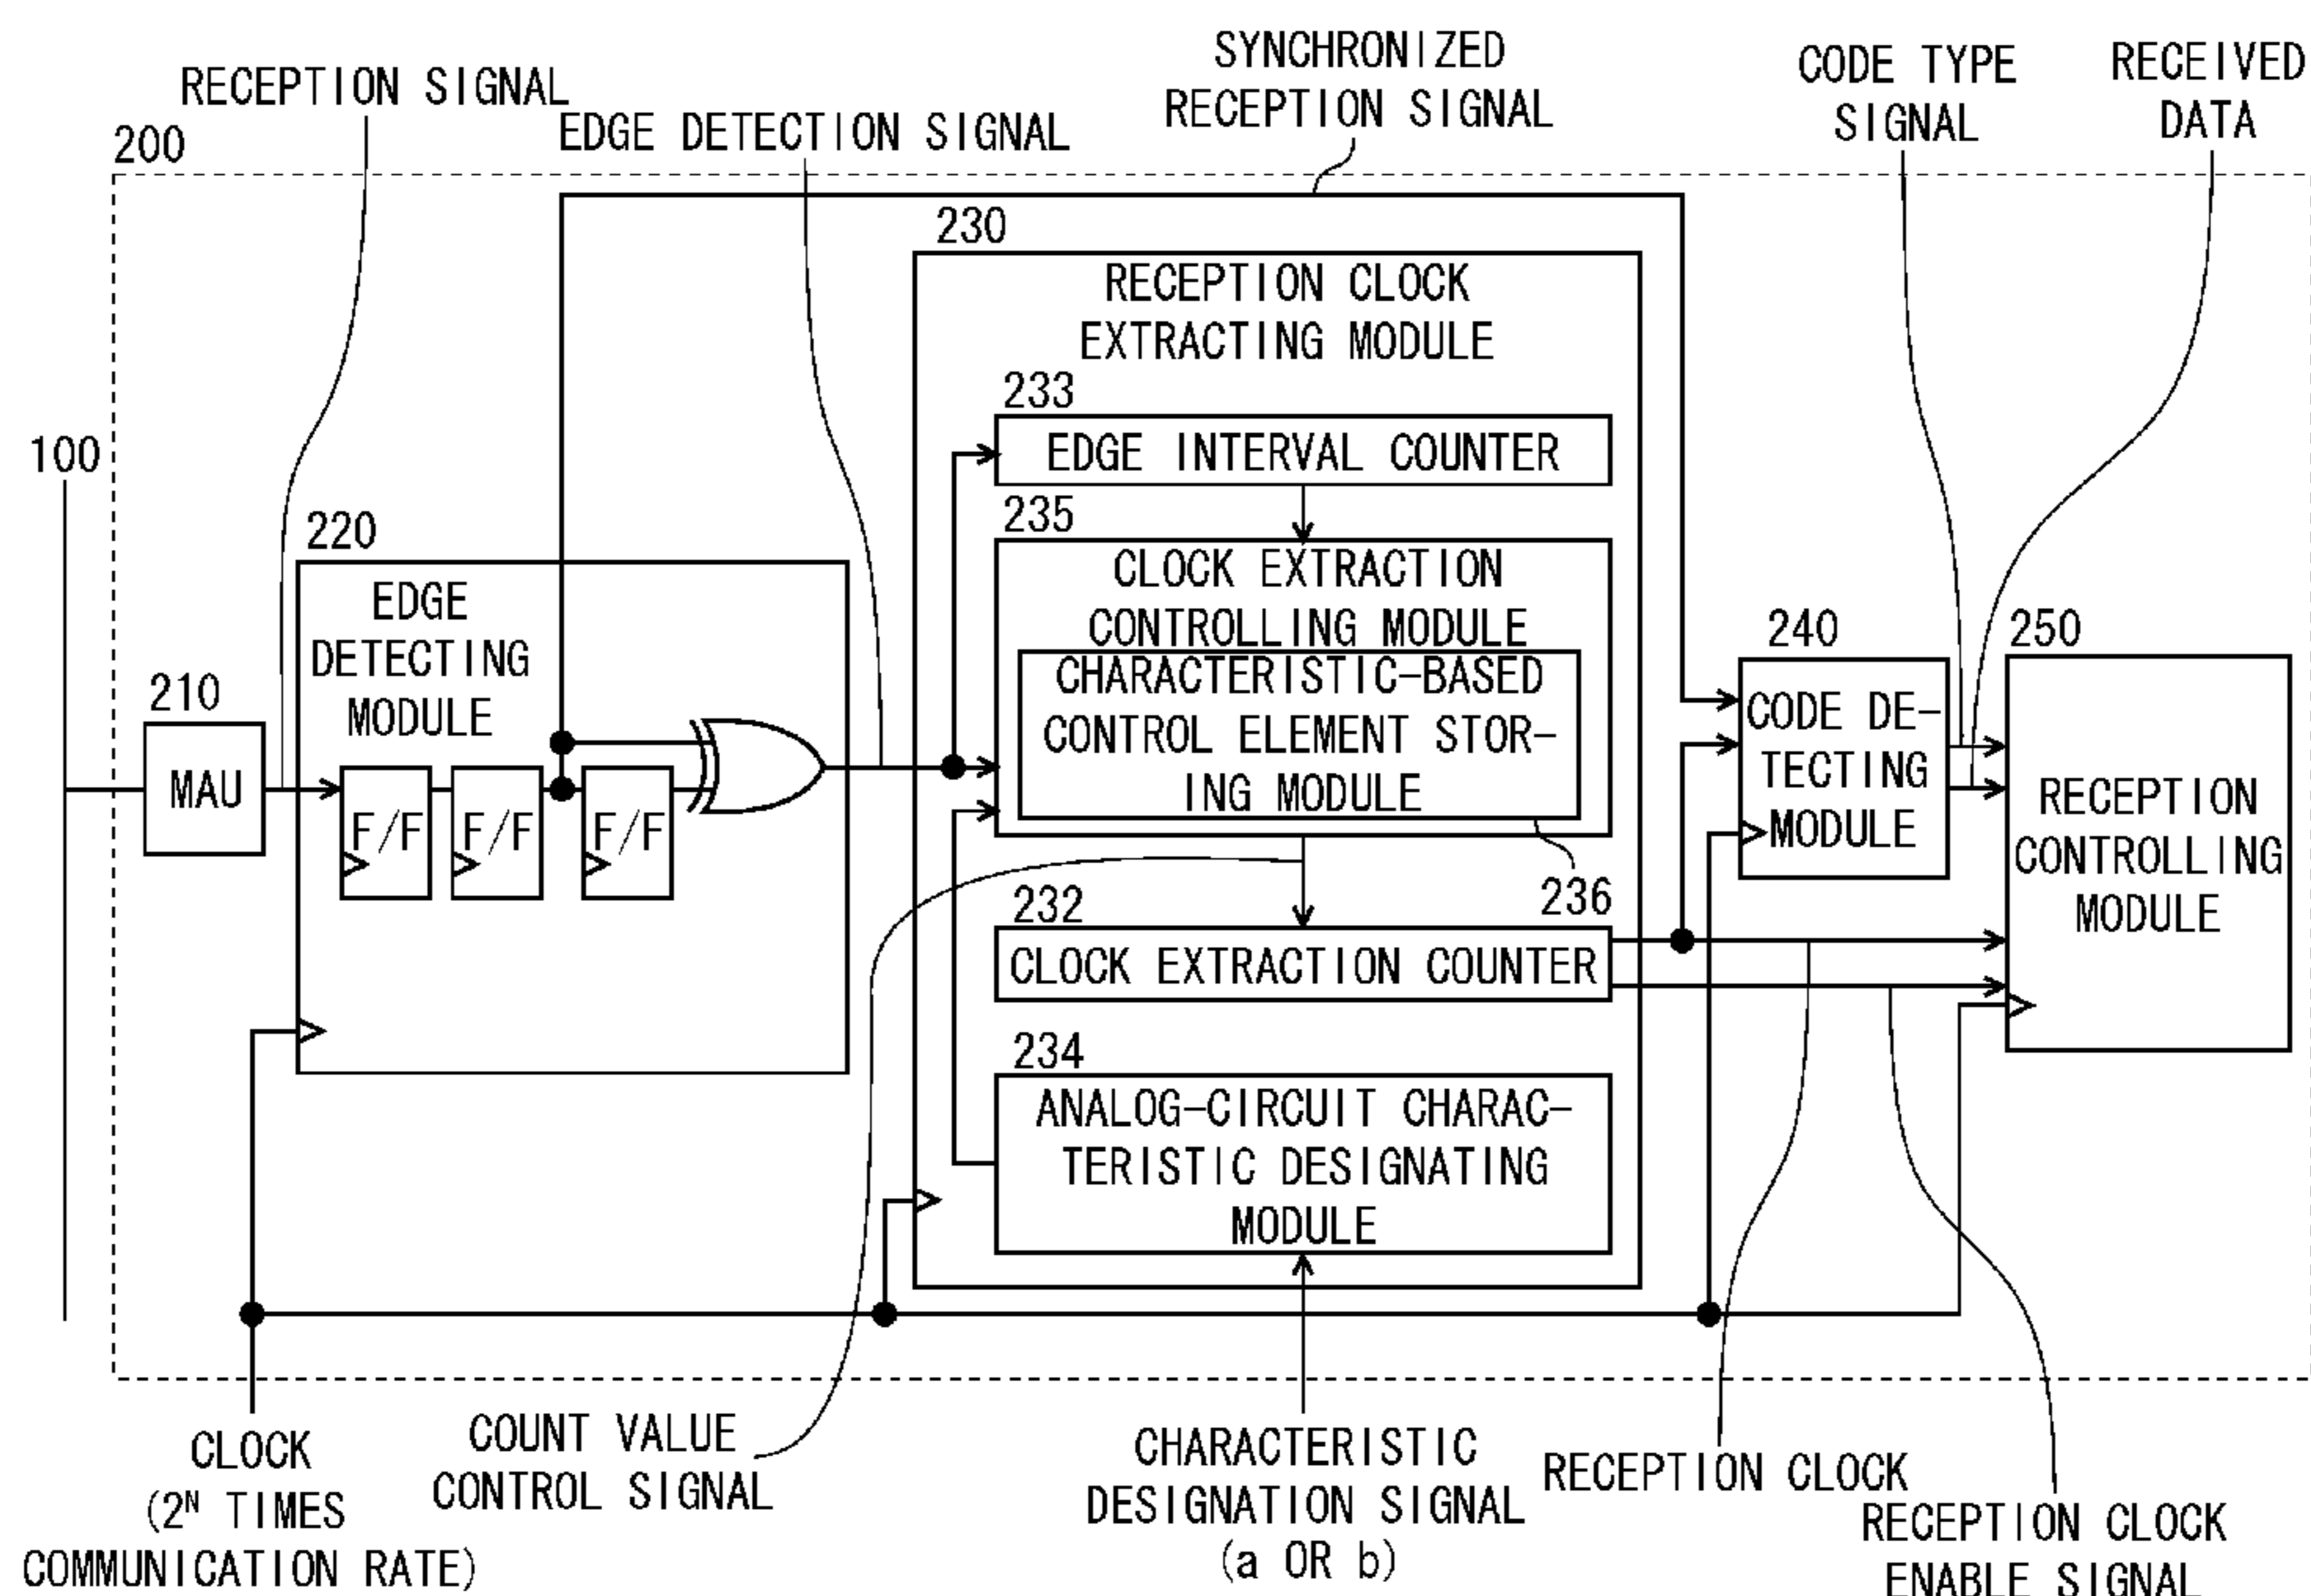 SYNCHRONIZED
RECEPTION SIGNAL
CODE TYPE
SIGNAL
RECEIVED
DATA
RECEPTION SIGNAL
EDGE DETECTION SIGNAL
200
230
RECEPTION CLOCK
EXTRACTING MODULE
233
EDGE INTERVAL COUNTER
100
235
CLOCK EXTRACTION
CONTROLLING MODULE
CHARACTERISTIC-BASED
CONTROL ELEMENT STOR-
ING MODULE
236
220
EDGE
DETECTING
MODULE
210
MAU
F/F
F/F
F/F
240
CODE DE-
TECTING
MODULE
250
RECEPTION
CONTROLLING
MODULE
232
CLOCK EXTRACTION COUNTER
234
ANALOG-CIRCUIT CHARAC-
TERISTIC DESIGNATING
MODULE
CLOCK
(2ᴺ TIMES
COMMUNICATION RATE)
COUNT VALUE
CONTROL SIGNAL
CHARACTERISTIC
DESIGNATION SIGNAL
(a OR b)
RECEPTION CLOCK
RECEPTION CLOCK
ENABLE SIGNAL